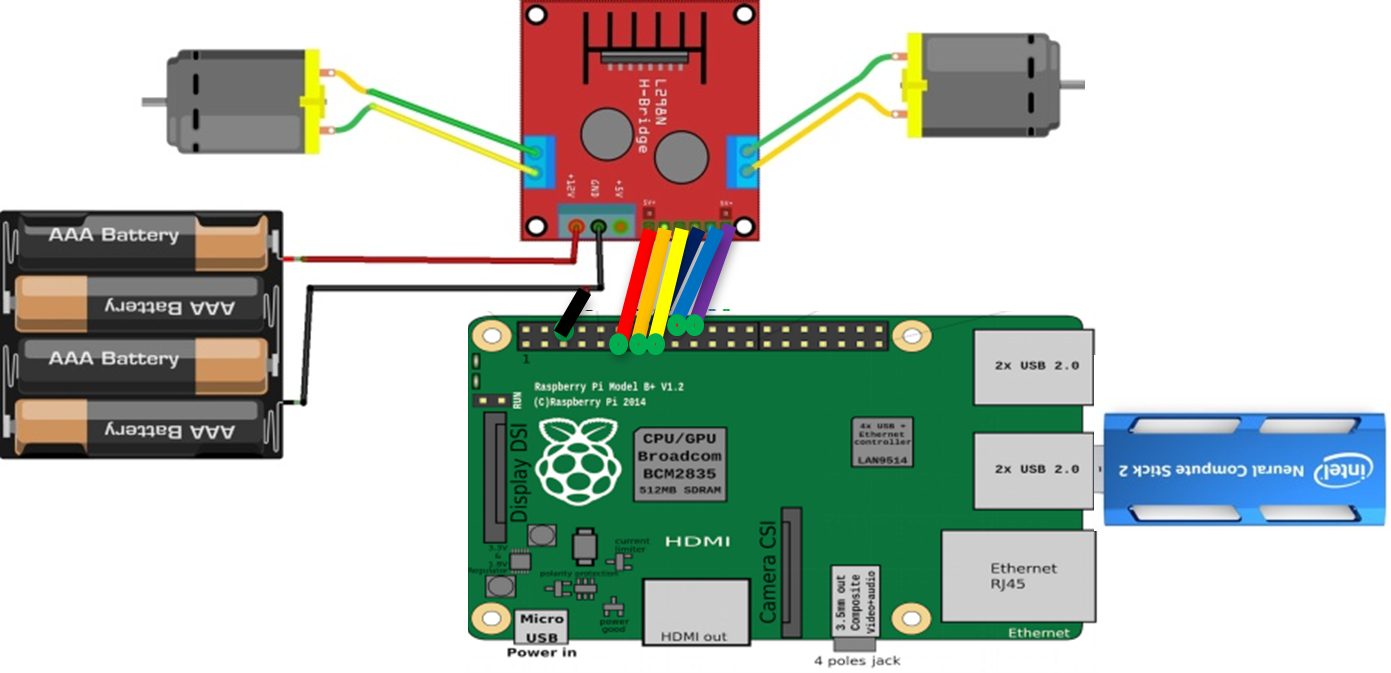 L298N
H-Bridge
+12V
GND
+5V
5V+
5V+
AAA Battery
AAA Battery
AAA Battery
AAA Battery
1
Raspberry Pi Model B+ V1.2
(C)Raspberry Pi 2014
RUN
Display DSI
CPU/GPU
Broadcom
BCM2835
512MB SDRAM
4x USB +
Ethernet
controller
LAN9514
2x USB 2.0
2x USB 2.0
Neural Compute Stick 2
intel
3.3V
&
1.8V
Regulator
polarity protection
current
limiter
power
good
HDMI
HDMI out
Camera CSI
3.5mm out
Composite
Video+audio
Ethernet
RJ45
Ethernet
Micro
USB
Power in
4 poles jack